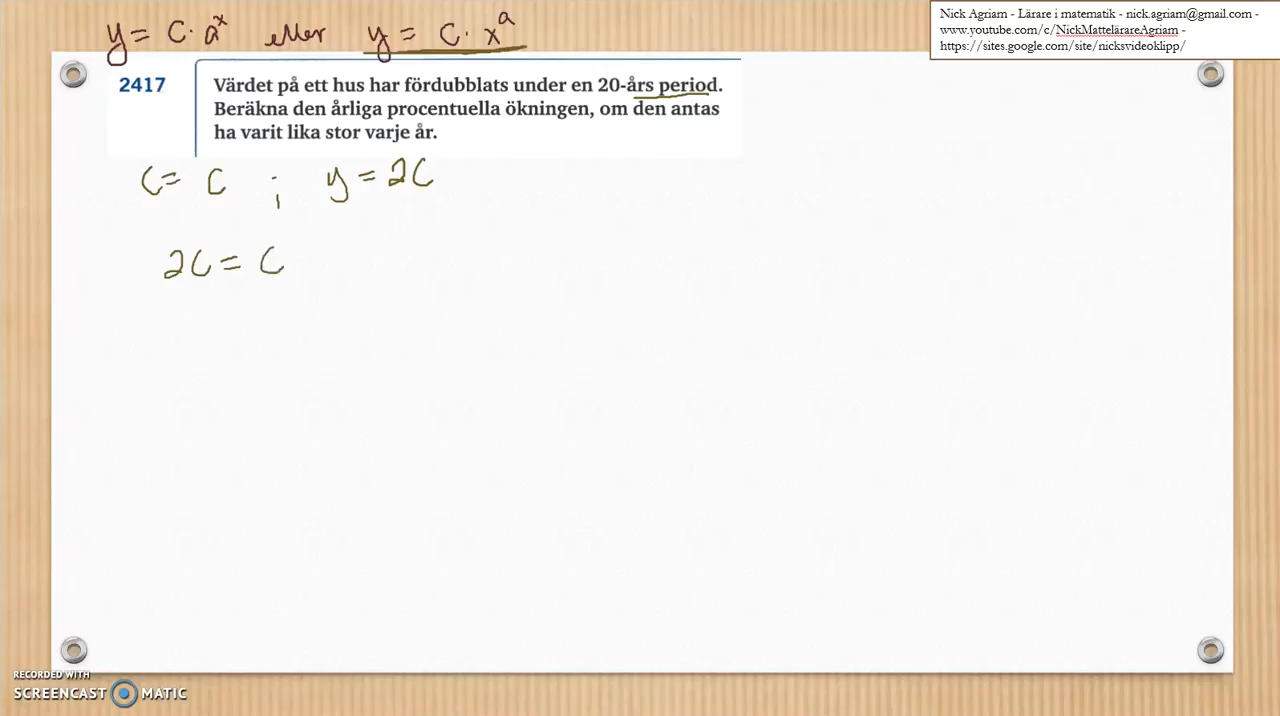 y = C · a^x eller y = C · x^a
Nick Agriam - Lärare i matematik - nick.agriam@gmail.com -
www.youtube.com/c/NickMattelärareAgriam -
https://sites.google.com/site/nicksvideoklipp/
2417 Värdet på ett hus har fördubblats under en 20-års period.
Beräkna den årliga procentuella ökningen, om den antas
ha varit lika stor varje år.
C = C ; y = 2C
2C = C
RECORDED WITH
SCREENCAST MATIC